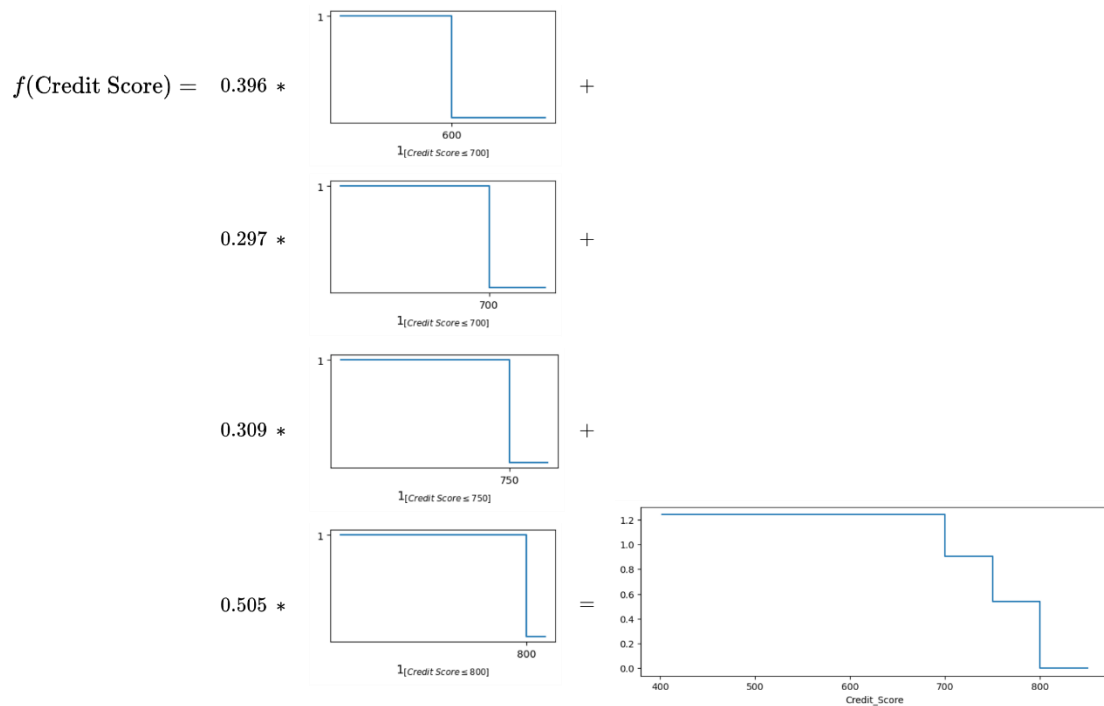 1
f(Credit Score) = 0.396 * +
600
1[Credit Score ≤ 700]
1
0.297 * +
700
1[Credit Score ≤ 700]
1
0.309 * +
750
1[Credit Score ≤ 750]
1
0.505 * =
800
1[Credit Score ≤ 800]
1.2
1.0
0.8
0.6
0.4
0.2
0.0
400 500 600 700 800
Credit_Score